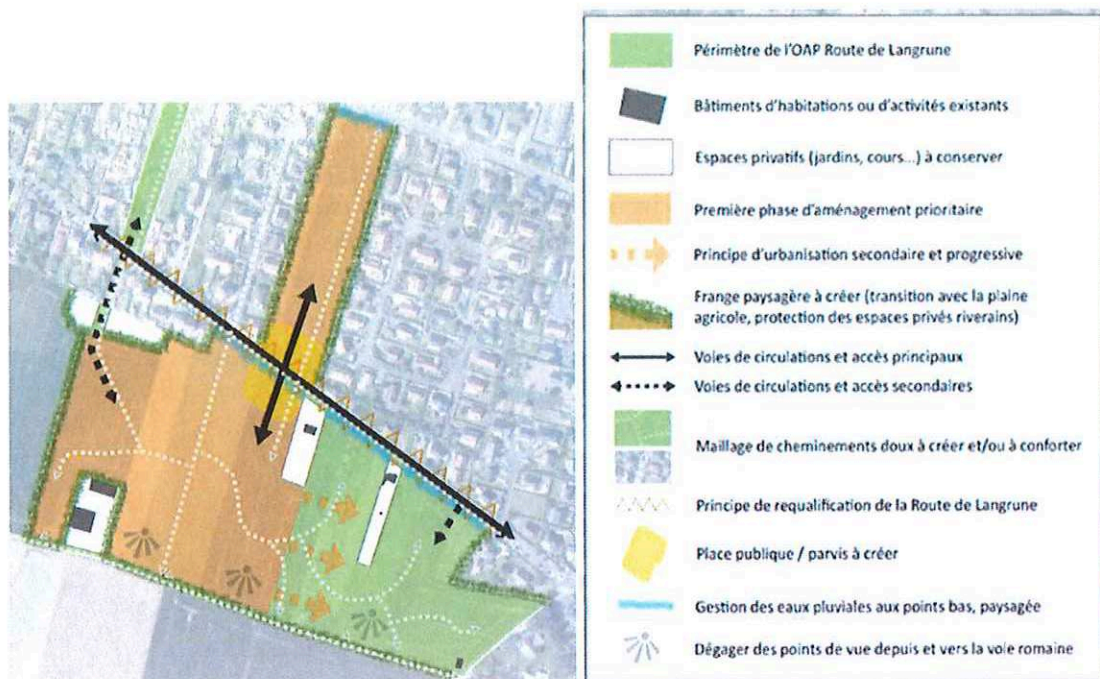 Périmètre de l'OAP Route de Langrune
Bâtiments d'habitations ou d'activités existants
Espaces privatifs (jardins, cours...) à conserver
Première phase d'aménagement prioritaire
Principe d'urbanisation secondaire et progressive
Frange paysagère à créer (transition avec la plaine
agricole, protection des espaces privés riverains)
Voies de circulations et accès principaux
Voies de circulations et accès secondaires
Maillage de cheminements doux à créer et/ou à conforter
Principe de requalification de la Route de Langrune
Place publique / parvis à créer
Gestion des eaux pluviales aux points bas, paysagée
Dégager des points de vue depuis et vers la voie romaine